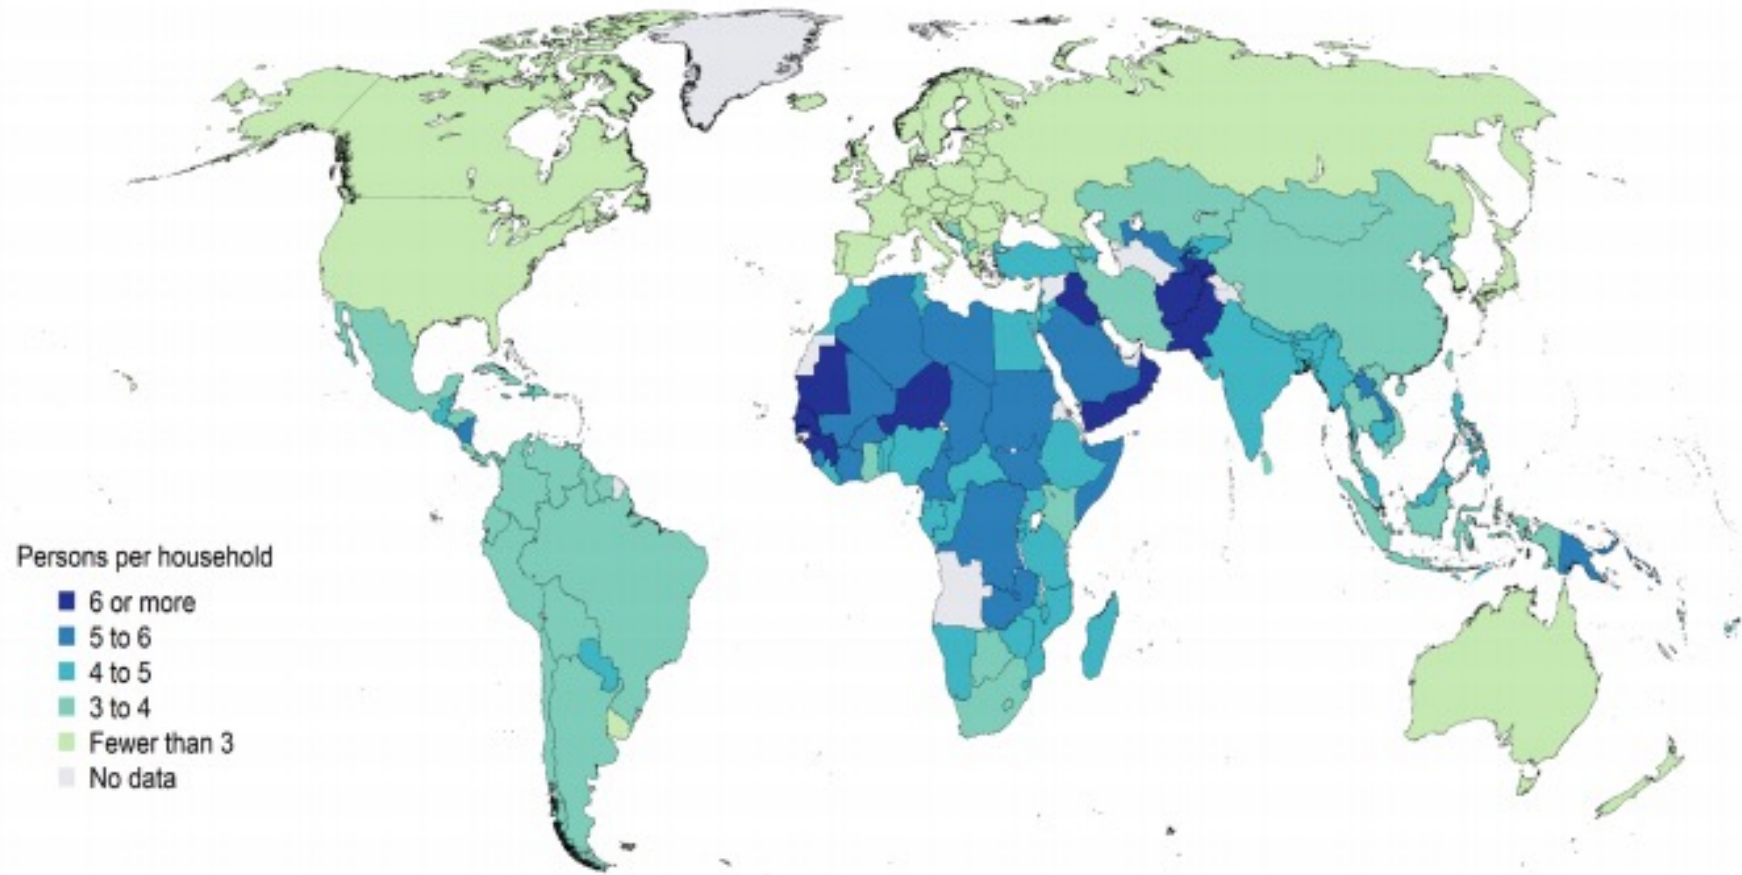 Persons per household
6 or more
5 to 6
4 to 5
3 to 4
Fewer than 3
No data